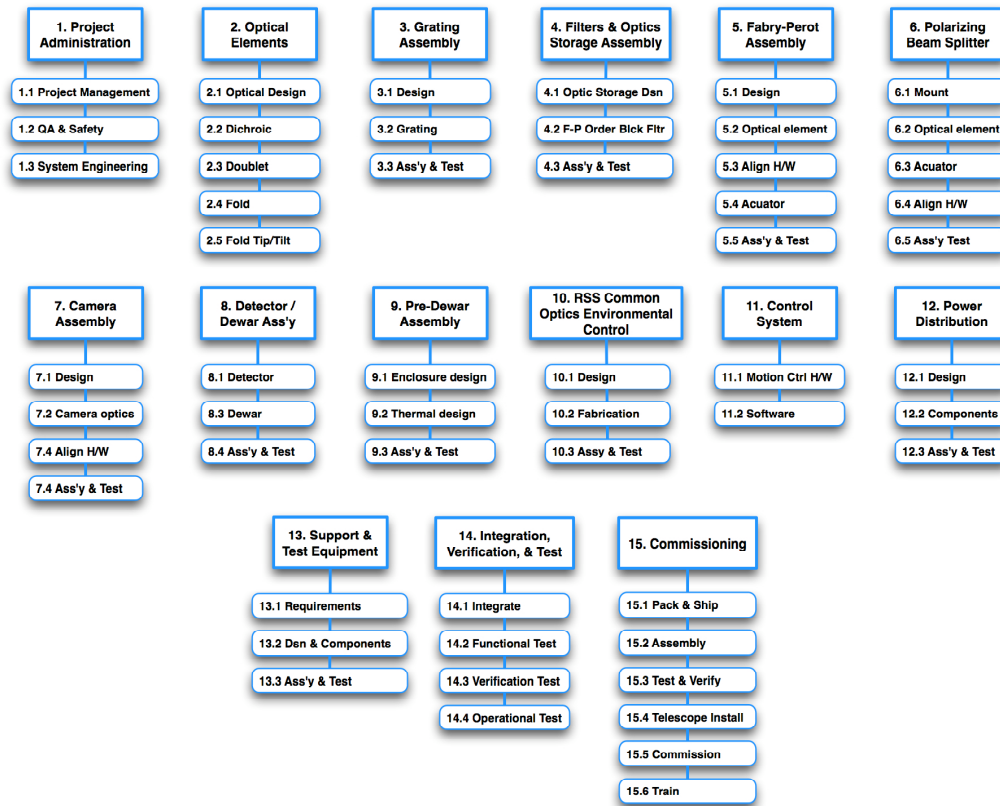 1. Project
Administration
1.1 Project Management
1.2 QA & Safety
1.3 System Engineering
2. Optical
Elements
2.1 Optical Design
2.2 Dichroic
2.3 Doublet
2.4 Fold
2.5 Fold Tip/Tilt
3. Grating
Assembly
3.1 Design
3.2 Grating
3.3 Ass'y & Test
4. Filters & Optics
Storage Assembly
4.1 Optic Storage Dsn
4.2 F-P Order Blck Fltr
4.3 Ass'y & Test
5. Fabry-Perot
Assembly
5.1 Design
5.2 Optical element
5.3 Align H/W
5.4 Acuator
5.5 Ass'y & Test
6. Polarizing
Beam Splitter
6.1 Mount
6.2 Optical element
6.3 Acuator
6.4 Align H/W
6.5 Ass'y Test
7. Camera
Assembly
7.1 Design
7.2 Camera optics
7.4 Align H/W
7.4 Ass'y & Test
8. Detector /
Dewar Ass'y
8.1 Detector
8.3 Dewar
8.4 Ass'y & Test
9. Pre-Dewar
Assembly
9.1 Enclosure design
9.2 Thermal design
9.3 Ass'y & Test
10. RSS Common
Optics Environmental
Control
10.1 Design
10.2 Fabrication
10.3 Assy & Test
11. Control
System
11.1 Motion Ctrl H/W
11.2 Software
12. Power
Distribution
12.1 Design
12.2 Components
12.3 Ass'y & Test
13. Support &
Test Equipment
13.1 Requirements
13.2 Dsn & Components
13.3 Ass'y & Test
14. Integration,
Verification, & Test
14.1 Integrate
14.2 Functional Test
14.3 Verification Test
14.4 Operational Test
15. Commissioning
15.1 Pack & Ship
15.2 Assembly
15.3 Test & Verify
15.4 Telescope Install
15.5 Commission
15.6 Train